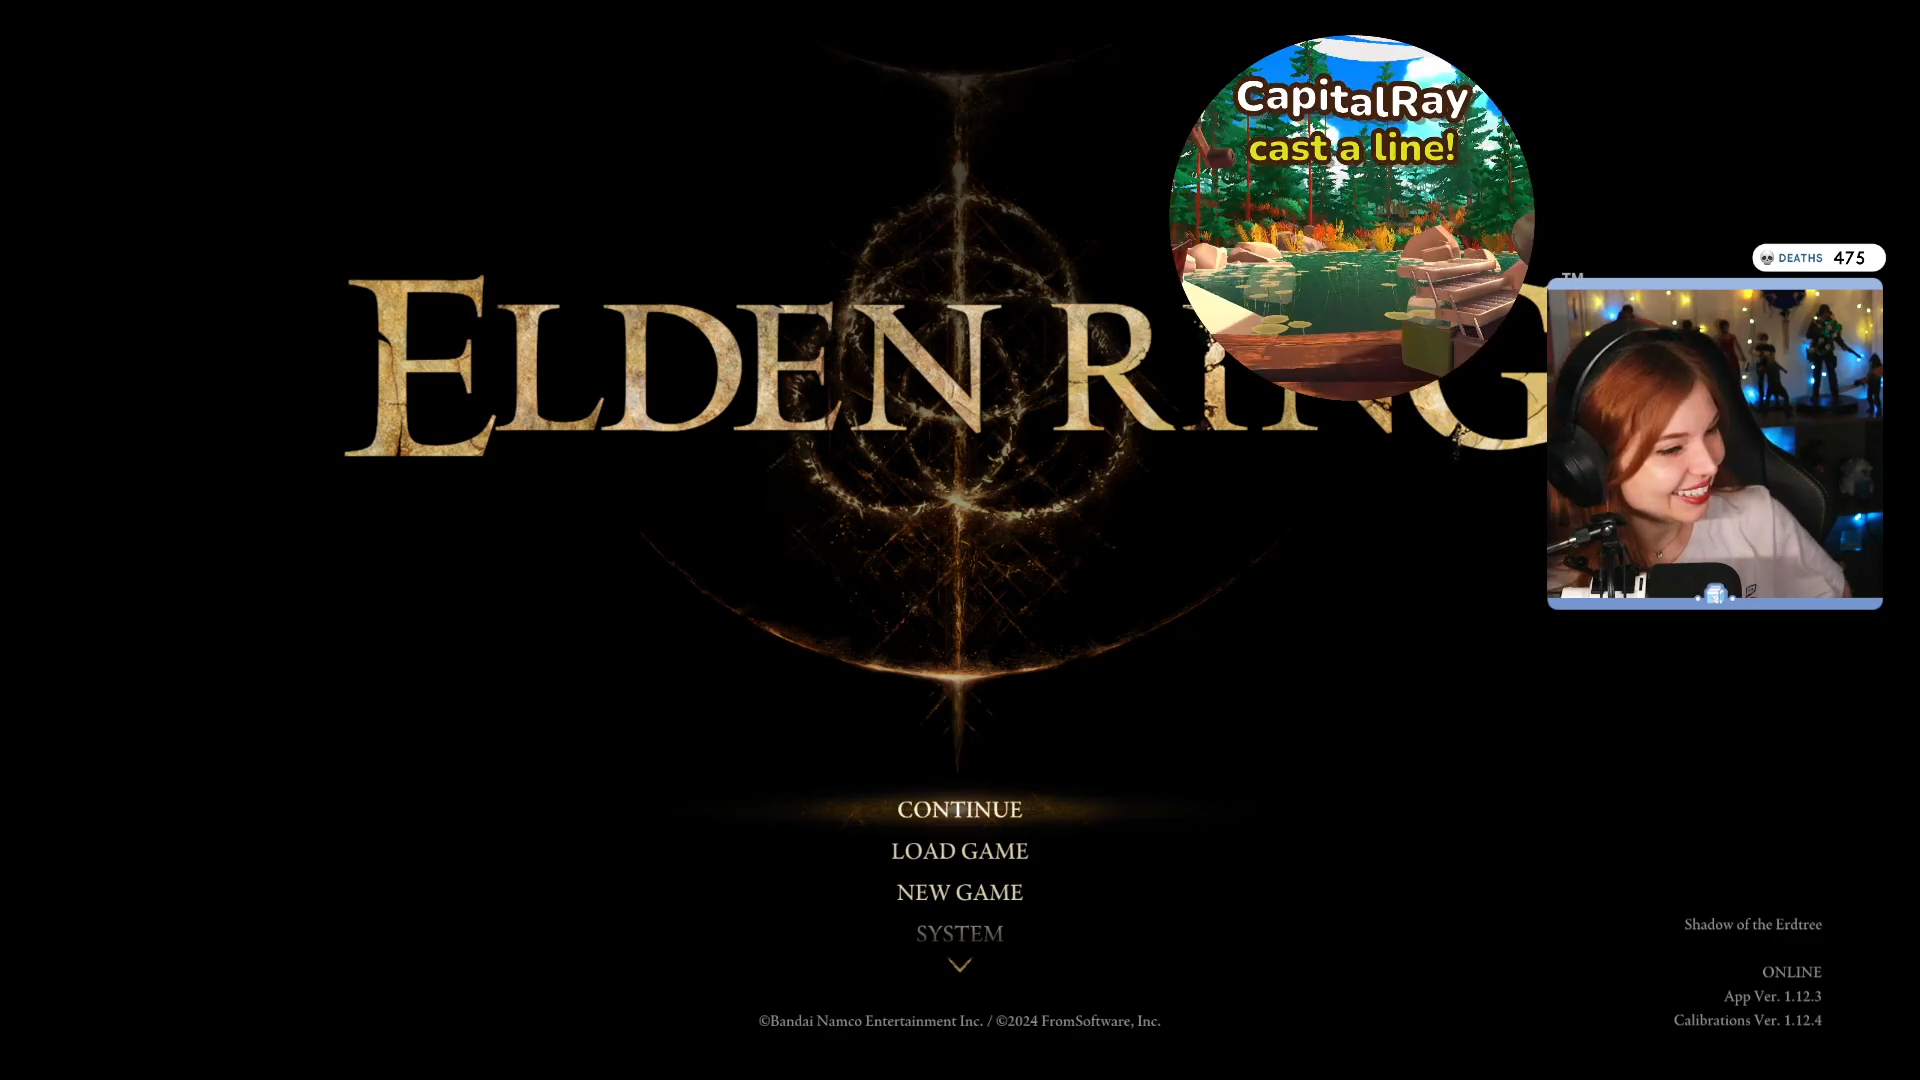 CapitalRay
cast a line!
ELDEN RING
TM
DEATHS 475
CONTINUE
LOAD GAME
NEW GAME
SYSTEM
Shadow of the Erdtree
ONLINE
App Ver. 1.12.3
Calibrations Ver. 1.12.4
©Bandai Namco Entertainment Inc. / ©2024 FromSoftware, Inc.